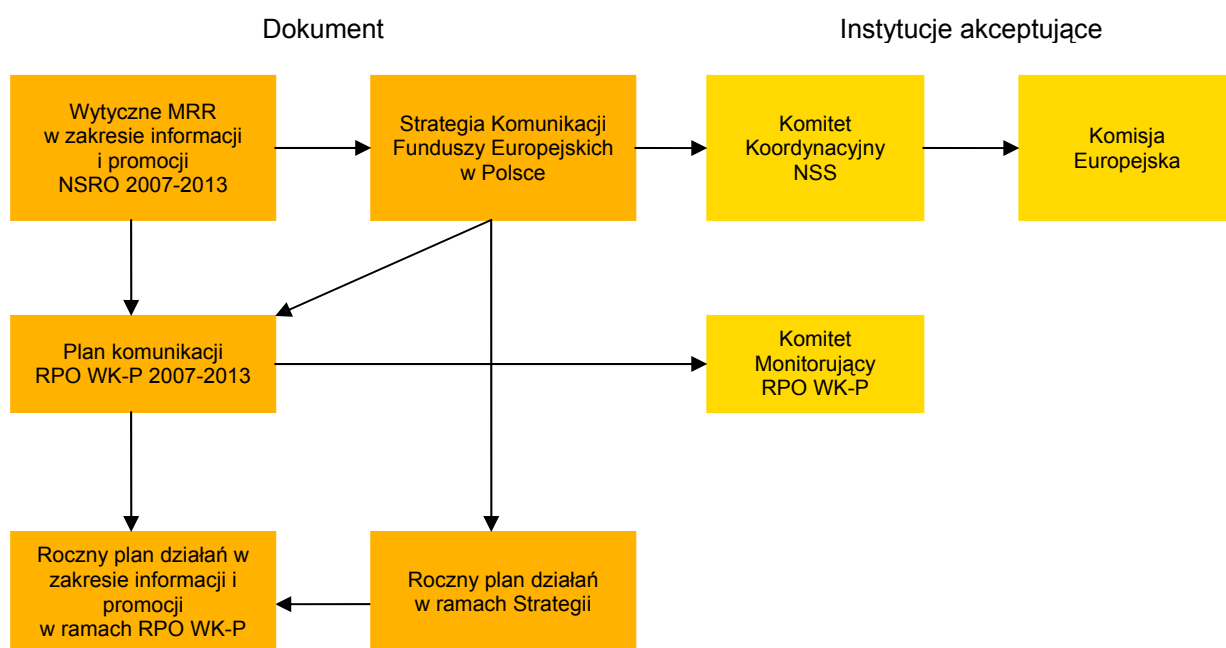 Dokument
Instytucje akceptujące
Wytyczne MRR
w zakresie informacji
i promocji
NSRO 2007-2013
Strategia Komunikacji
Funduszy Europejskich
w Polsce
Komitet
Koordynacyjny
NSS
Komisja
Europejska
Plan komunikacji
RPO WK-P 2007-2013
Komitet
Monitorujący
RPO WK-P
Roczny plan działań w
zakresie informacji i
promocji
w ramach RPO WK-P
Roczny plan działań
w ramach Strategii